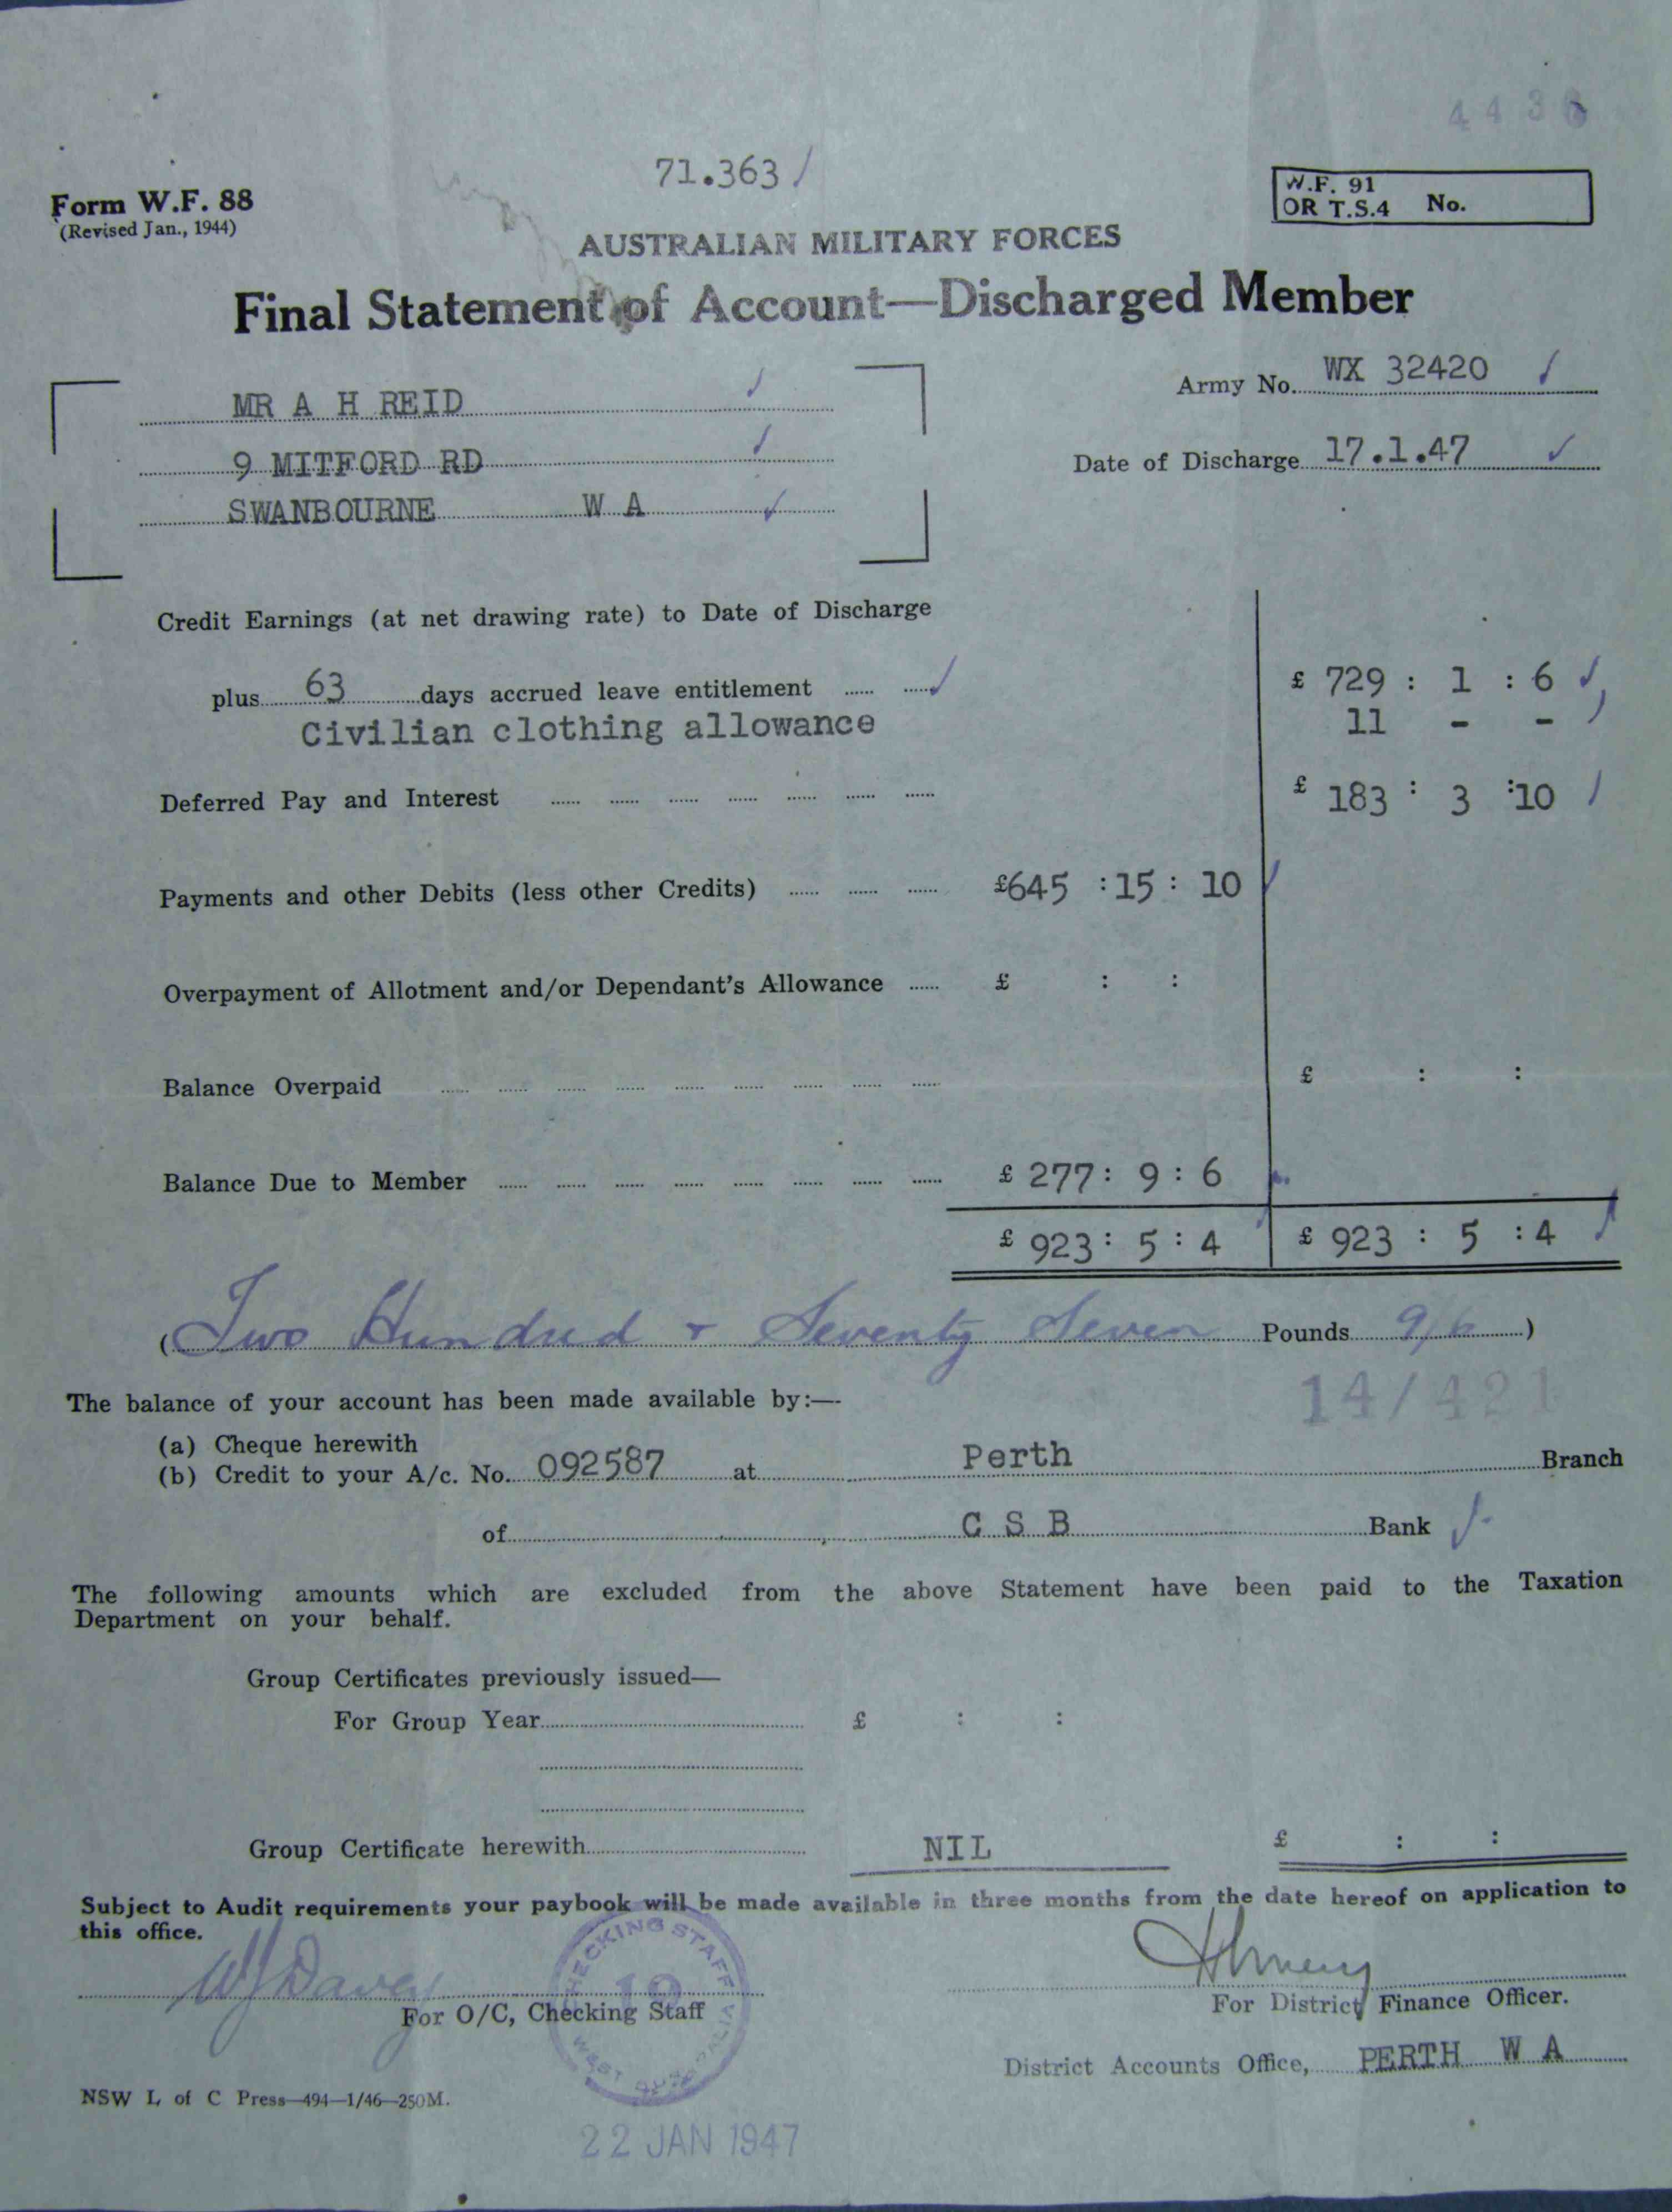 4436
71.363 /
Form W.F. 88
(Revised Jan., 1944)
W.F. 91
OR T.S.4 No.
AUSTRALIAN MILITARY FORCES
Final Statement of Account—Discharged Member
MR A H REID
Army No. WX 32420
9 MITFORD RD
Date of Discharge 17.1.47
SWANBOURNE W A
Credit Earnings (at net drawing rate) to Date of Discharge
plus 63 days accrued leave entitlement £ 729 : 1 : 6
Civilian clothing allowance 11 - -
Deferred Pay and Interest £ 183 : 3 :10
Payments and other Debits (less other Credits) £645 :15 : 10
Overpayment of Allotment and/or Dependant's Allowance £ : :
Balance Overpaid £ : :
Balance Due to Member £ 277: 9 : 6
£ 923: 5 : 4 £ 923 : 5 :4
(Two Hundred + Seventy Seven Pounds 9/6)
The balance of your account has been made available by:—
14/421
(a) Cheque herewith
(b) Credit to your A/c. No. 092587 at Perth Branch
of C S B Bank
The following amounts which are excluded from the above Statement have been paid to the Taxation
Department on your behalf.
Group Certificates previously issued—
For Group Year £ : :
Group Certificate herewith NIL £ : :
Subject to Audit requirements your paybook will be made available in three months from the date hereof on application to
this office.
CHECKING STAFF
19
WEST AUSTRALIA
WJ Davey
For O/C, Checking Staff
For District Finance Officer.
District Accounts Office, PERTH W A
NSW L of C Press—494—1/46—250M.
22 JAN 1947